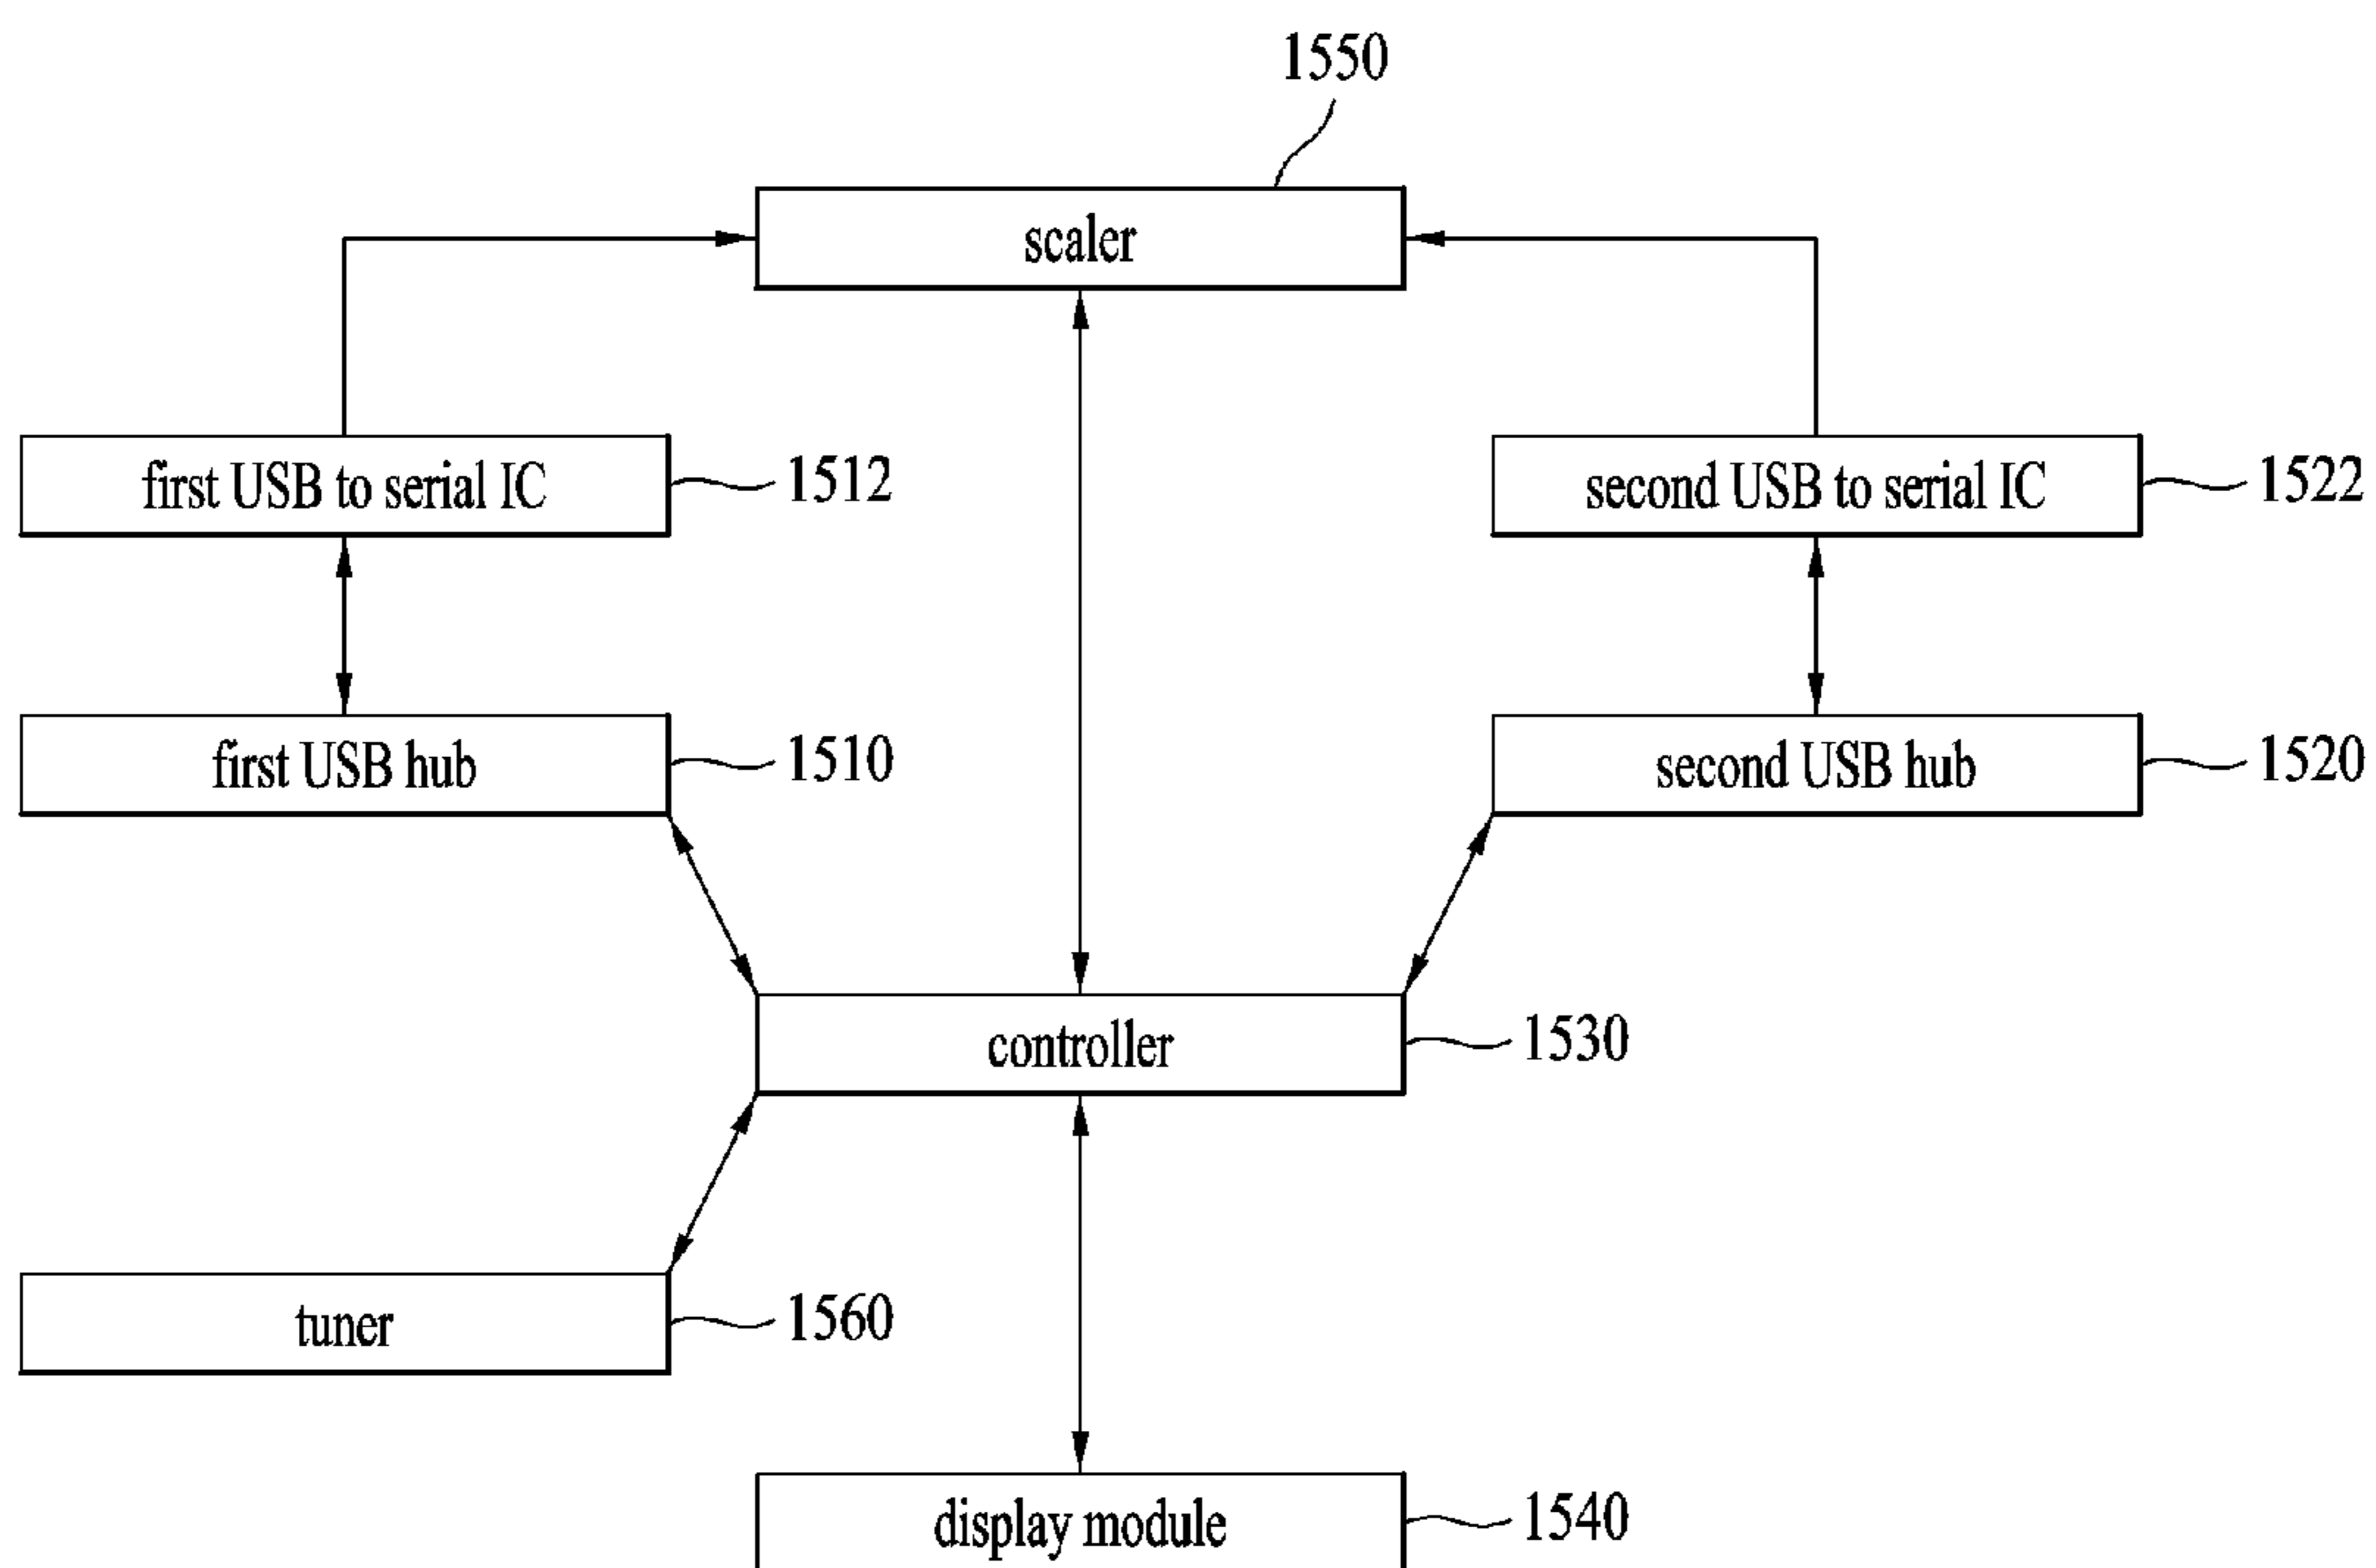 1550
scaler
first USB to serial IC
1512
second USB to serial IC
1522
first USB hub
1510
second USB hub
1520
controller
1530
tuner
1560
display module
1540